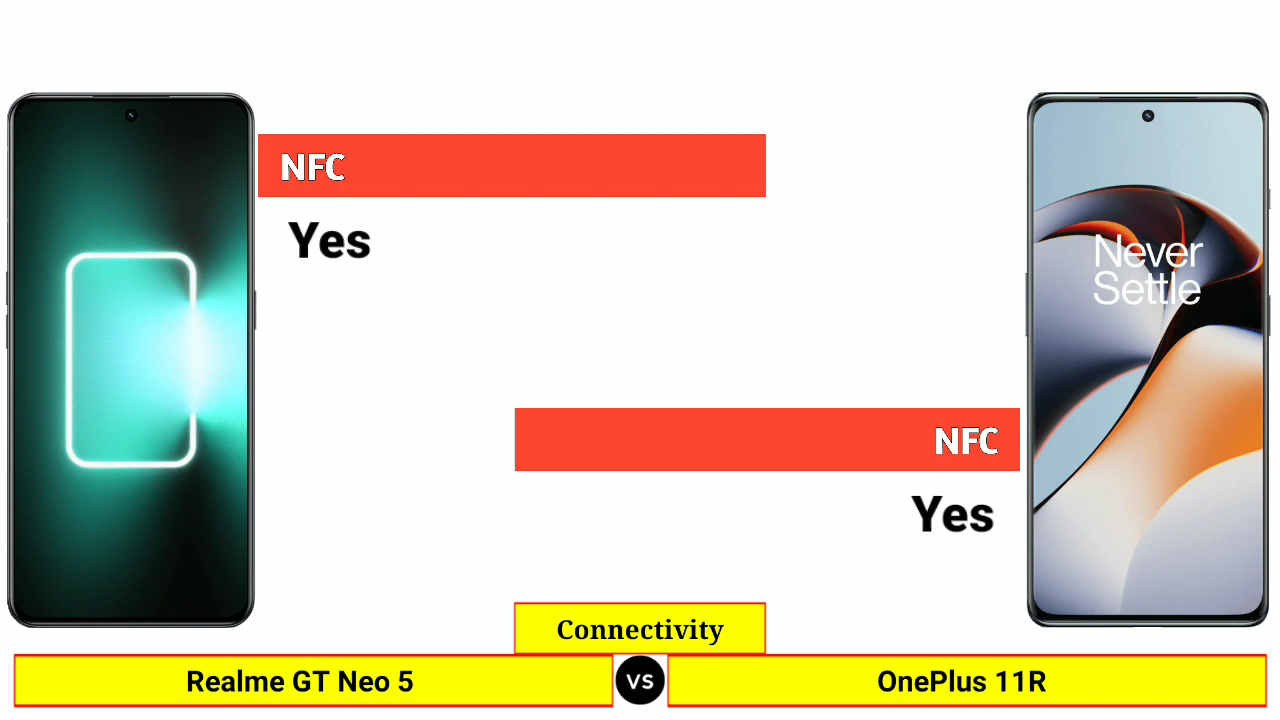 NFC
Yes
Never
Settle
NFC
Yes
Connectivity
Realme GT Neo 5
VS
OnePlus 11R